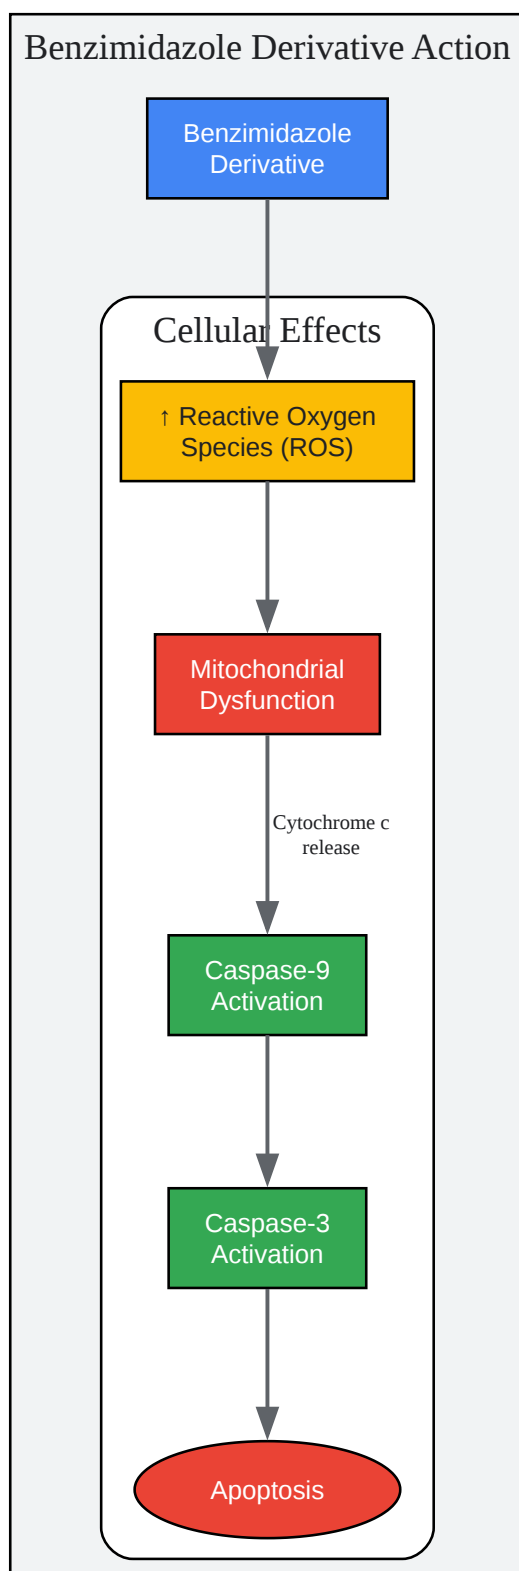 Benzimidazole Derivative Action
Benzimidazole
Derivative
Cellular Effects
↑ Reactive Oxygen
Species (ROS)
Mitochondrial
Dysfunction
Cytochrome c
release
Caspase-9
Activation
Caspase-3
Activation
Apoptosis